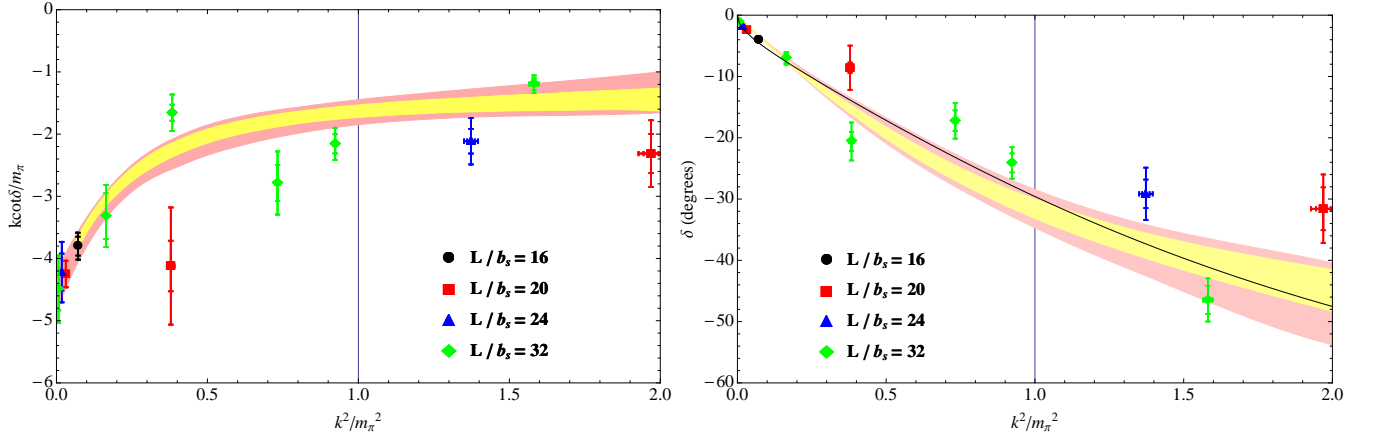 kcotδ/mπ
0
−1
−2
−3
−4
−5
−6
0.0
0.5
1.0
1.5
2.0
k²/mπ²
L / bₛ = 16
L / bₛ = 20
L / bₛ = 24
L / bₛ = 32
δ (degrees)
0
−10
−20
−30
−40
−50
−60
0.0
0.5
1.0
1.5
2.0
k²/mπ²
L / bₛ = 16
L / bₛ = 20
L / bₛ = 24
L / bₛ = 32